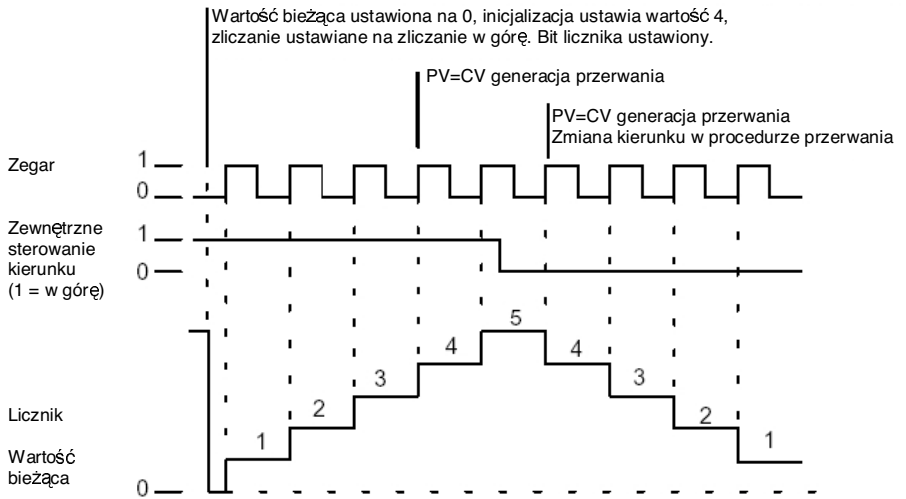 Wartość bieżąca ustawiona na 0, inicjalizacja ustawia wartość 4,
zliczanie ustawiane na zliczanie w górę. Bit licznika ustawiony.
PV=CV generacja przerwania
PV=CV generacja przerwania
Zmiana kierunku w procedurze przerwania
Zegar
1
0
Zewnętrzne
sterowanie
kierunku
(1 = w górę)
1
0
Licznik
Wartość
bieżąca
0
1
2
3
4
5
4
3
2
1